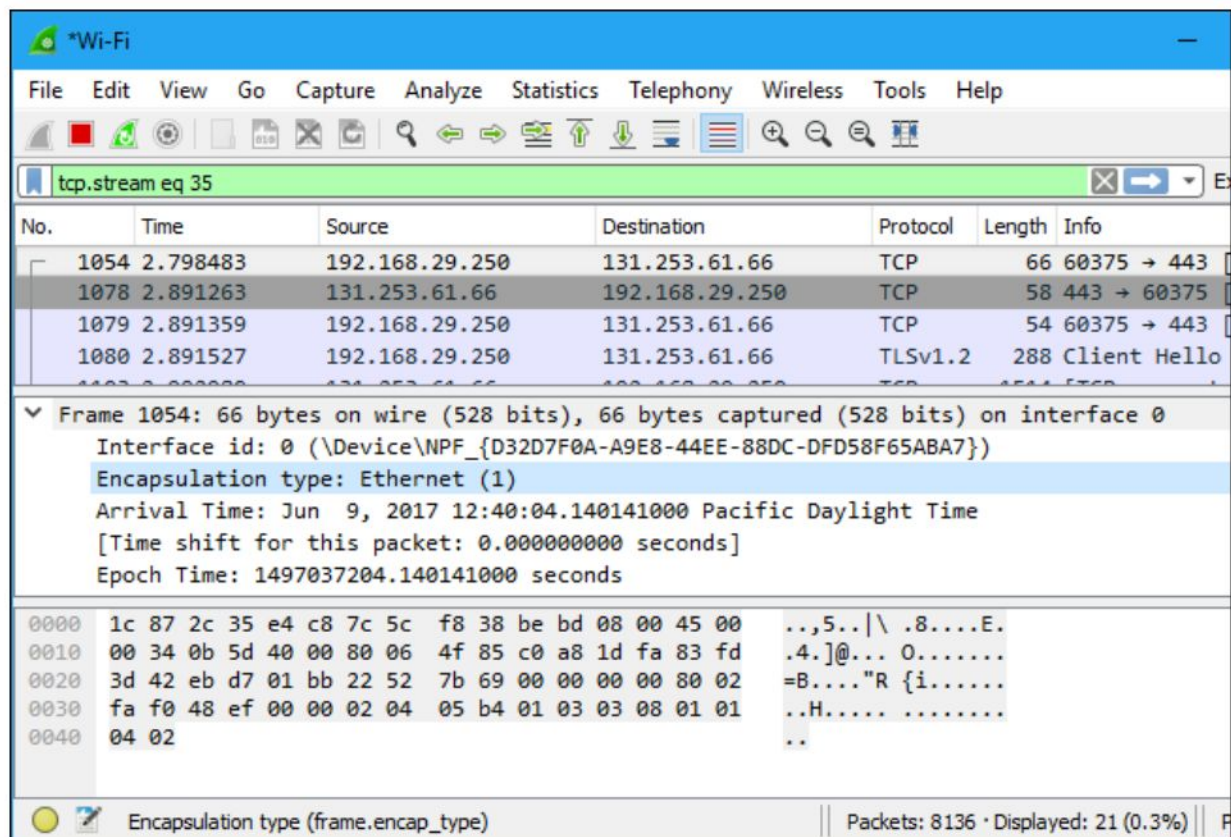 *Wi-Fi
File Edit View Go Capture Analyze Statistics Telephony Wireless Tools Help
tcp.stream eq 35
No. Time Source Destination Protocol Length Info
1054 2.798483 192.168.29.250 131.253.61.66 TCP 66 60375 → 443 [
1078 2.891263 131.253.61.66 192.168.29.250 TCP 58 443 → 60375 [
1079 2.891359 192.168.29.250 131.253.61.66 TCP 54 60375 → 443 [
1080 2.891527 192.168.29.250 131.253.61.66 TLSv1.2 288 Client Hello
Frame 1054: 66 bytes on wire (528 bits), 66 bytes captured (528 bits) on interface 0
Interface id: 0 (\Device\NPF_{D32D7F0A-A9E8-44EE-88DC-DFD58F65ABA7})
Encapsulation type: Ethernet (1)
Arrival Time: Jun  9, 2017 12:40:04.140141000 Pacific Daylight Time
[Time shift for this packet: 0.000000000 seconds]
Epoch Time: 1497037204.140141000 seconds
0000 1c 87 2c 35 e4 c8 7c 5c f8 38 be bd 08 00 45 00 ..,5..|\ .8....E.
0010 00 34 0b 5d 40 00 80 06 4f 85 c0 a8 1d fa 83 fd .4.]@... O.......
0020 3d 42 eb d7 01 bb 22 52 7b 69 00 00 00 00 80 02 =B...."R {i......
0030 fa f0 48 ef 00 00 02 04 05 b4 01 03 03 08 01 01 ..H..... ........
0040 04 02 ..
Encapsulation type (frame.encap_type) Packets: 8136 · Displayed: 21 (0.3%)